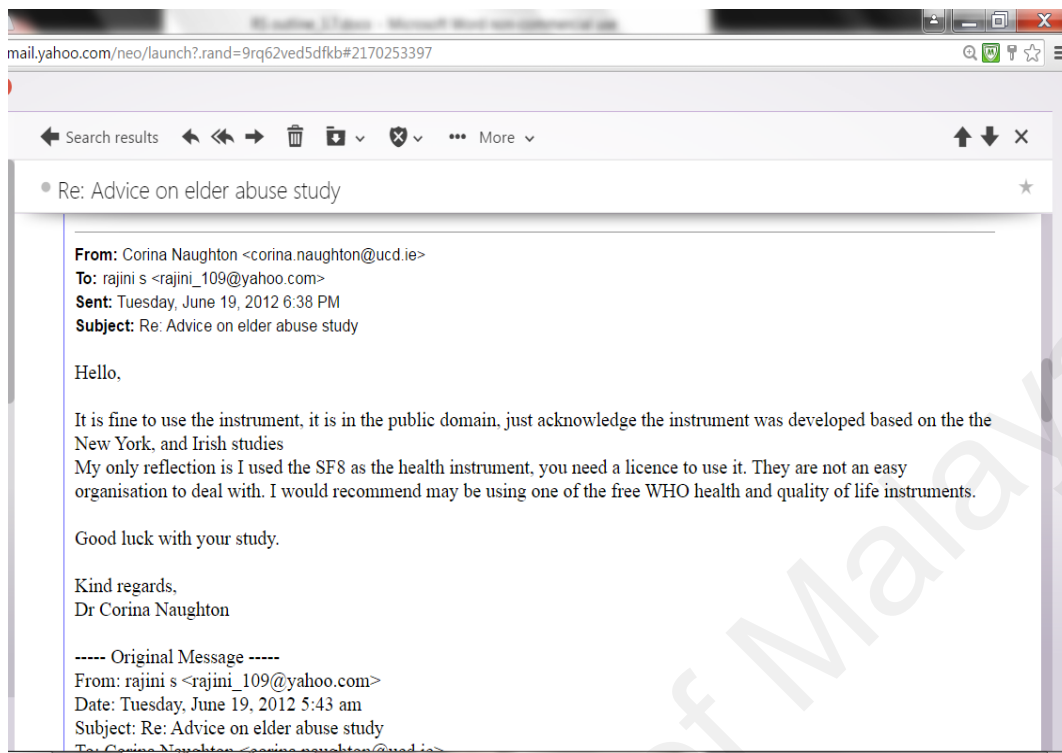 RS outline_3.7.docx - Microsoft Word non-commercial use
mail.yahoo.com/neo/launch?.rand=9rq62ved5dfkb#2170253397
Search results
More
Re: Advice on elder abuse study
From: Corina Naughton <corina.naughton@ucd.ie>
To: rajini s <rajini_109@yahoo.com>
Sent: Tuesday, June 19, 2012 6:38 PM
Subject: Re: Advice on elder abuse study
Hello,
It is fine to use the instrument, it is in the public domain, just acknowledge the instrument was developed based on the the
New York, and Irish studies
My only reflection is I used the SF8 as the health instrument, you need a licence to use it. They are not an easy
organisation to deal with. I would recommend may be using one of the free WHO health and quality of life instruments.
Good luck with your study.
Kind regards,
Dr Corina Naughton
----- Original Message -----
From: rajini s <rajini_109@yahoo.com>
Date: Tuesday, June 19, 2012 5:43 am
Subject: Re: Advice on elder abuse study
To: Corina Naughton <corina.naughton@ucd.ie>
of Malay